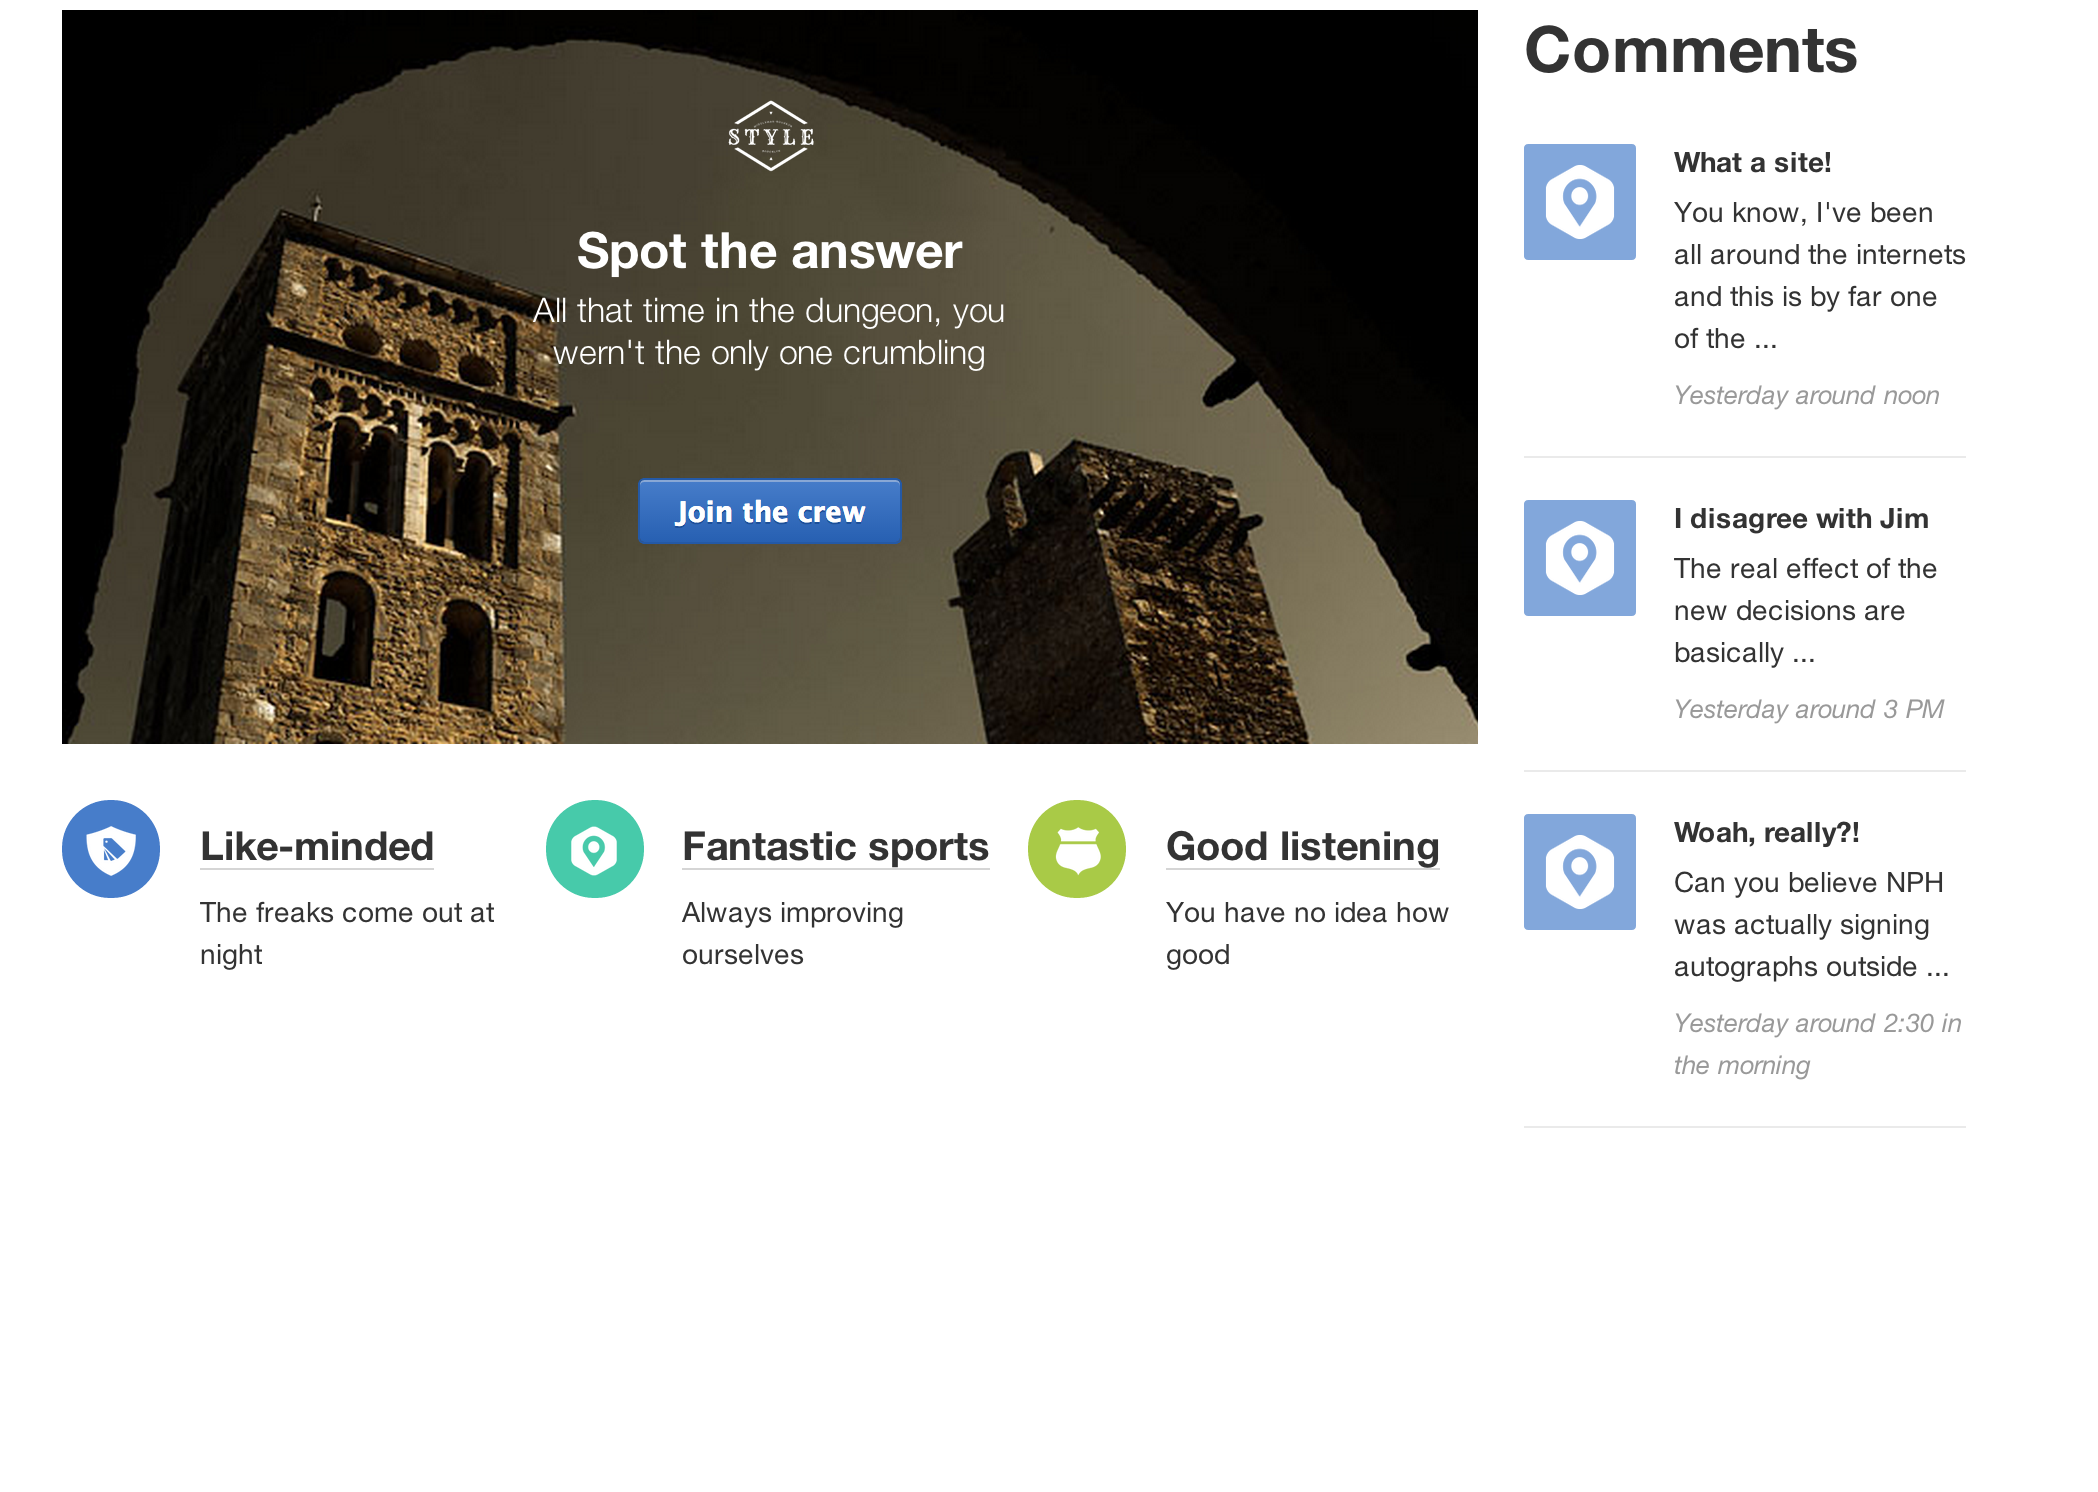 STYLE
Spot the answer
All that time in the dungeon, you
wern't the only one crumbling
Join the crew
Like-minded
The freaks come out at
night
Fantastic sports
Always improving
ourselves
Good listening
You have no idea how
good
Comments
What a site!
You know, I've been
all around the internets
and this is by far one
of the ...
Yesterday around noon
I disagree with Jim
The real effect of the
new decisions are
basically ...
Yesterday around 3 PM
Woah, really?!
Can you believe NPH
was actually signing
autographs outside ...
Yesterday around 2:30 in
the morning